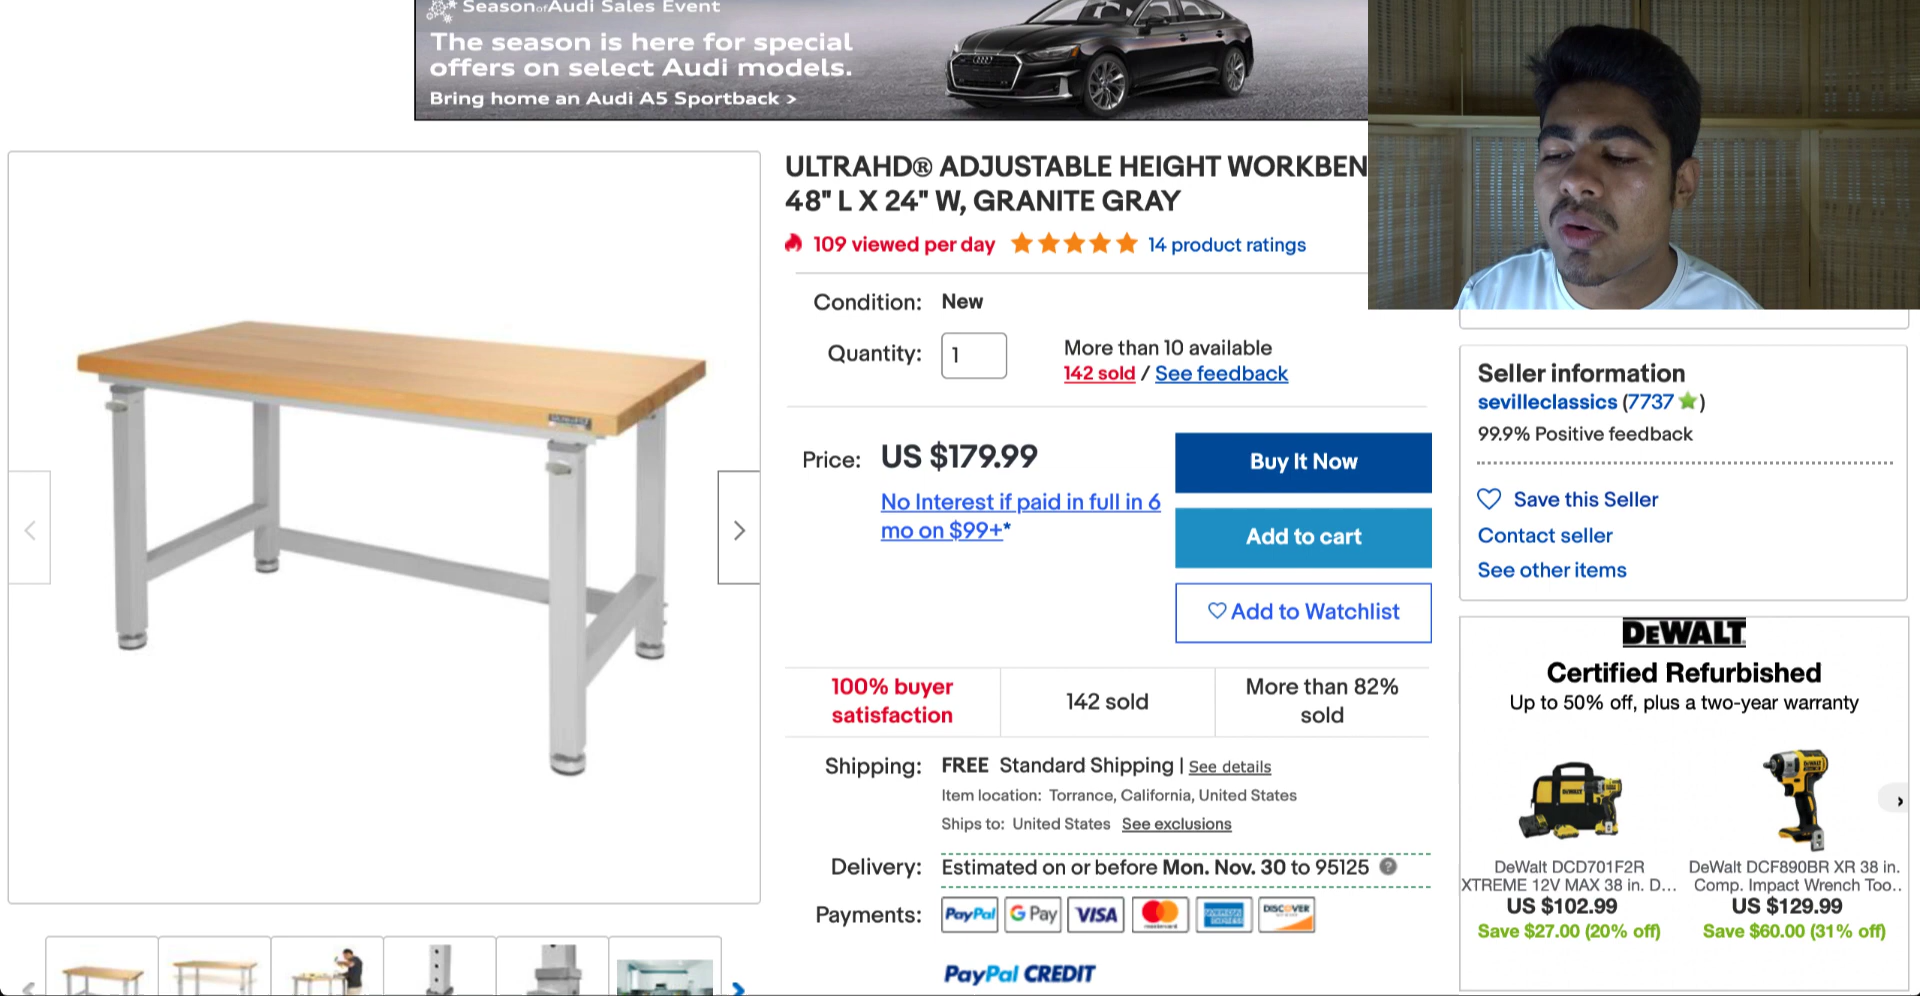 Season of Audi Sales Event
The season is here for special
offers on select Audi models.
Bring home an Audi A5 Sportback >
ULTRAHD® ADJUSTABLE HEIGHT WORKBEN
48" L X 24" W, GRANITE GRAY
109 viewed per day 14 product ratings
Condition: New
Quantity: 1
More than 10 available
142 sold / See feedback
Price: US $179.99
No Interest if paid in full in 6
mo on $99+*
Buy It Now
Add to cart
Add to Watchlist
100% buyer
satisfaction
142 sold
More than 82%
sold
Shipping: FREE Standard Shipping | See details
Item location: Torrance, California, United States
Ships to: United States See exclusions
Delivery: Estimated on or before Mon. Nov. 30 to 95125 ?
Payments: PayPal G Pay VISA mastercard AMERICAN EXPRESS DISCOVER
PayPal CREDIT
Seller information
sevilleclassics (7737)
99.9% Positive feedback
Save this Seller
Contact seller
See other items
DEWALT
Certified Refurbished
Up to 50% off, plus a two-year warranty
DeWalt DCD701F2R
XTREME 12V MAX 38 in. D...
US $102.99
Save $27.00 (20% off)
DeWalt DCF890BR XR 38 in.
Comp. Impact Wrench Too..
US $129.99
Save $60.00 (31% off)